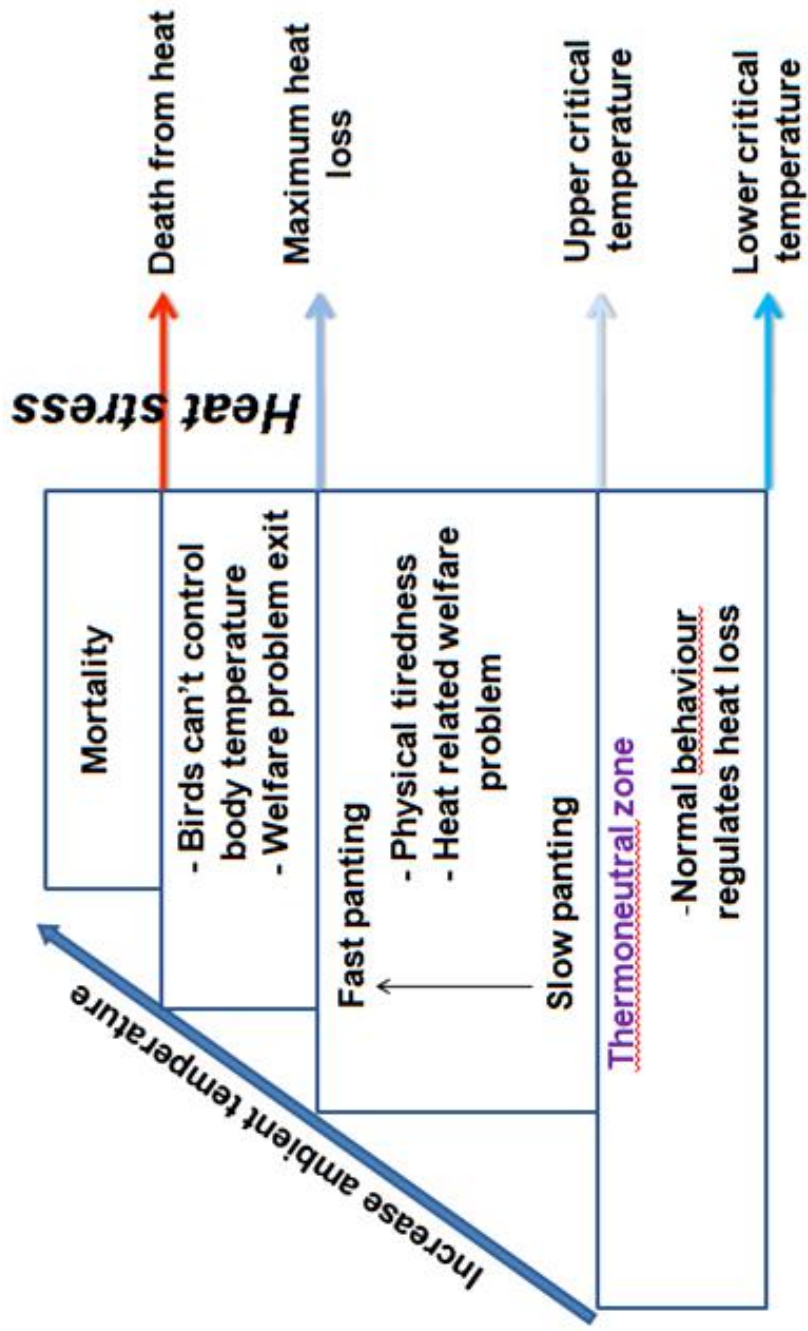 Increase ambient temperature
Mortality
- Birds can't control
body temperature
- Welfare problem exit
Fast panting
- Physical tiredness
- Heat related welfare
problem
Slow panting
Thermoneutral zone
-Normal behaviour
regulates heat loss
Heat stress
Death from heat
Maximum heat
loss
Upper critical
temperature
Lower critical
temperature